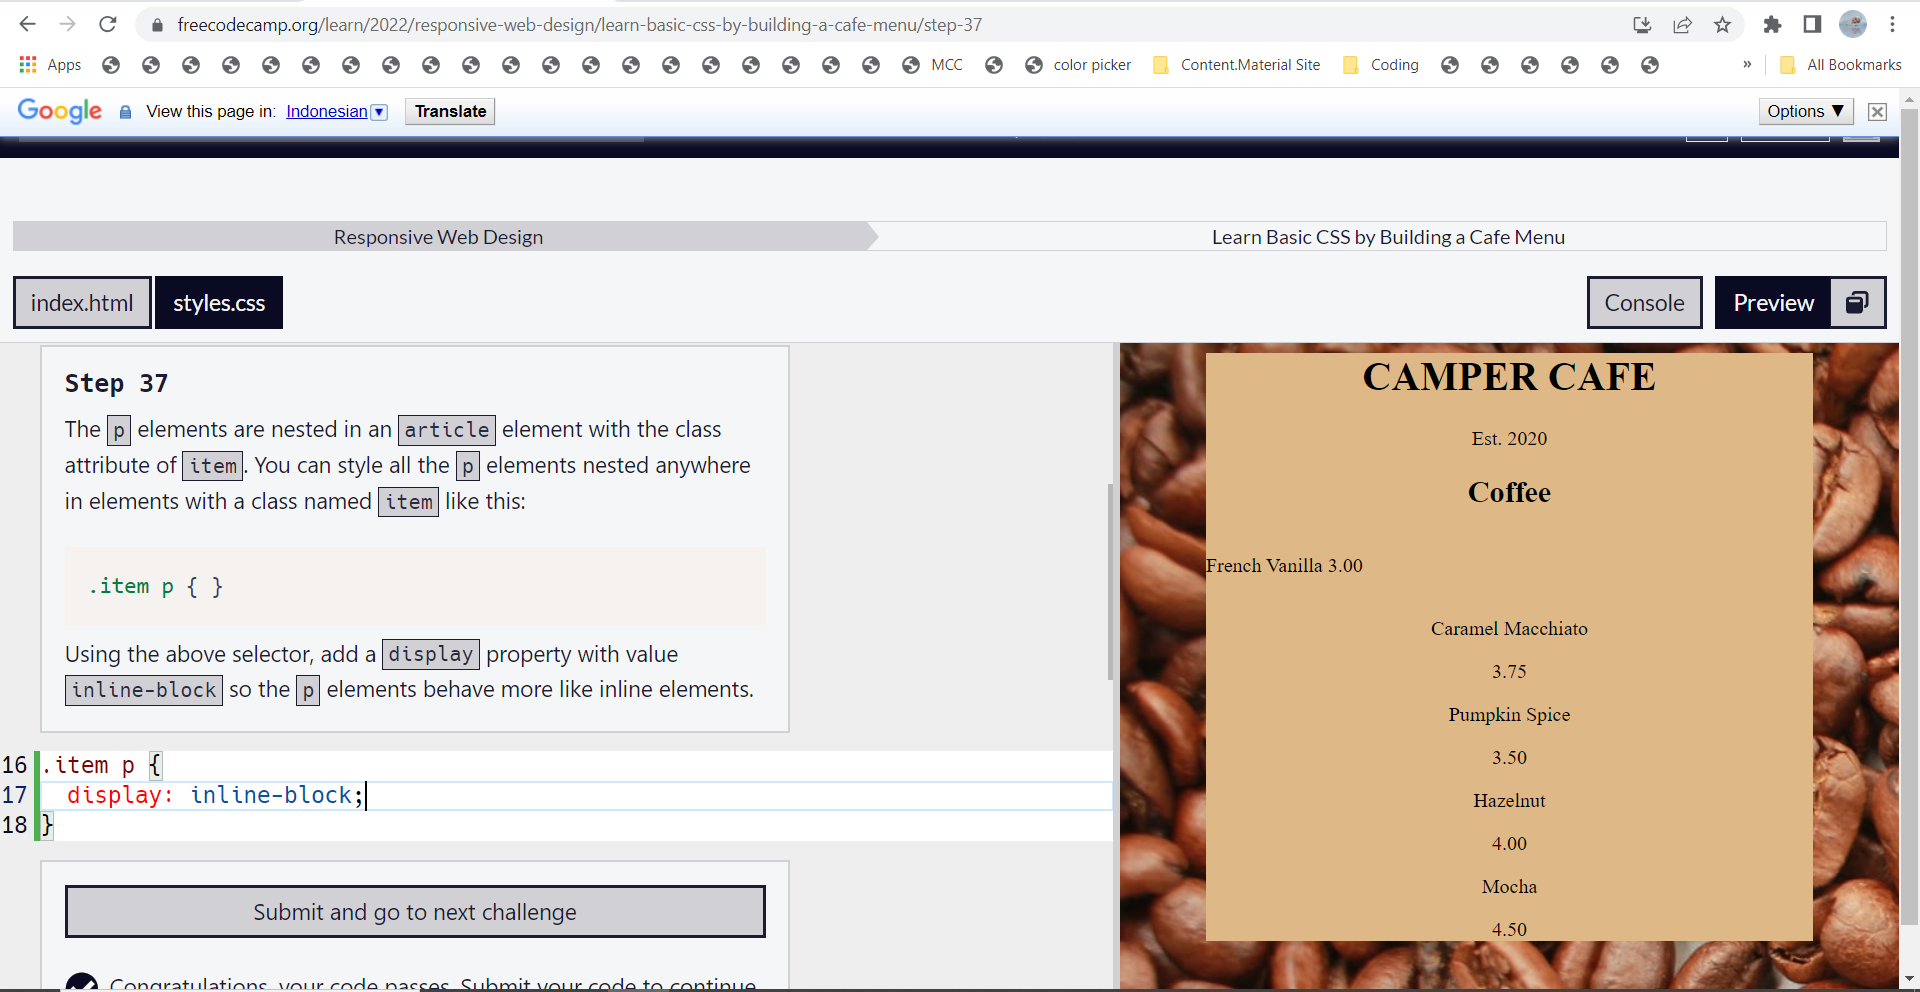 freecodecamp.org/learn/2022/responsive-web-design/learn-basic-css-by-building-a-cafe-menu/step-37
Apps MCC color picker Content.Material Site Coding » All Bookmarks
Google View this page in: Indonesian Translate Options ▼
Responsive Web Design Learn Basic CSS by Building a Cafe Menu
index.html styles.css Console Preview
Step 37
The p elements are nested in an article element with the class
attribute of item. You can style all the p elements nested anywhere
in elements with a class named item like this:
.item p { }
Using the above selector, add a display property with value
inline-block so the p elements behave more like inline elements.
16 .item p {
17 display: inline-block;
18 }
Submit and go to next challenge
Congratulations, your code passes. Submit your code to continue.
CAMPER CAFE
Est. 2020
Coffee
French Vanilla 3.00
Caramel Macchiato
3.75
Pumpkin Spice
3.50
Hazelnut
4.00
Mocha
4.50